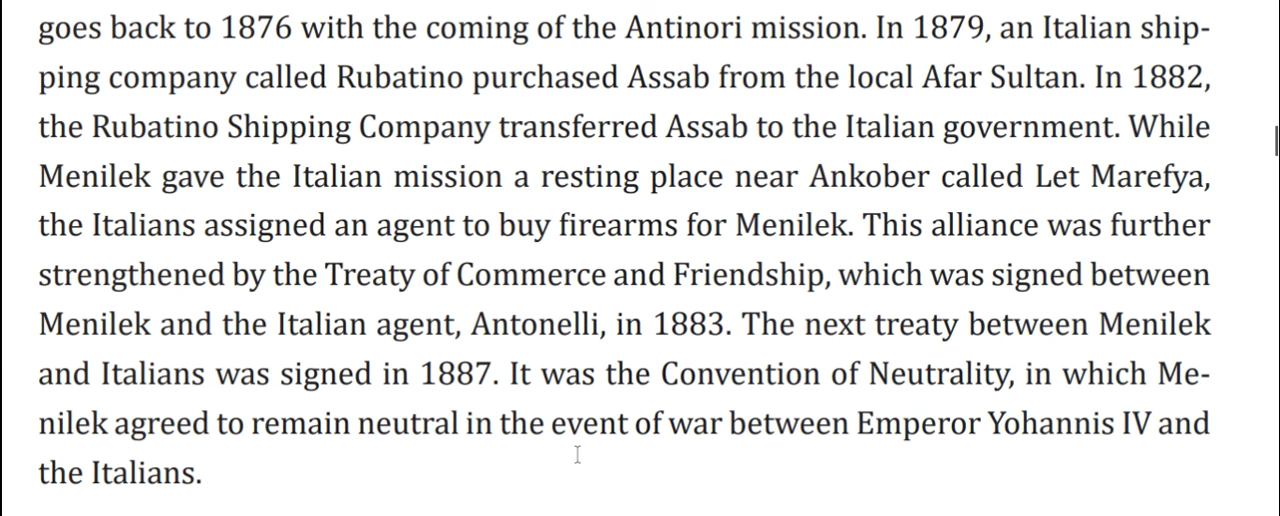 goes back to 1876 with the coming of the Antinori mission. In 1879, an Italian ship-
ping company called Rubatino purchased Assab from the local Afar Sultan. In 1882,
the Rubatino Shipping Company transferred Assab to the Italian government. While
Menilek gave the Italian mission a resting place near Ankober called Let Marefya,
the Italians assigned an agent to buy firearms for Menilek. This alliance was further
strengthened by the Treaty of Commerce and Friendship, which was signed between
Menilek and the Italian agent, Antonelli, in 1883. The next treaty between Menilek
and Italians was signed in 1887. It was the Convention of Neutrality, in which Me-
nilek agreed to remain neutral in the event of war between Emperor Yohannis IV and
the Italians.